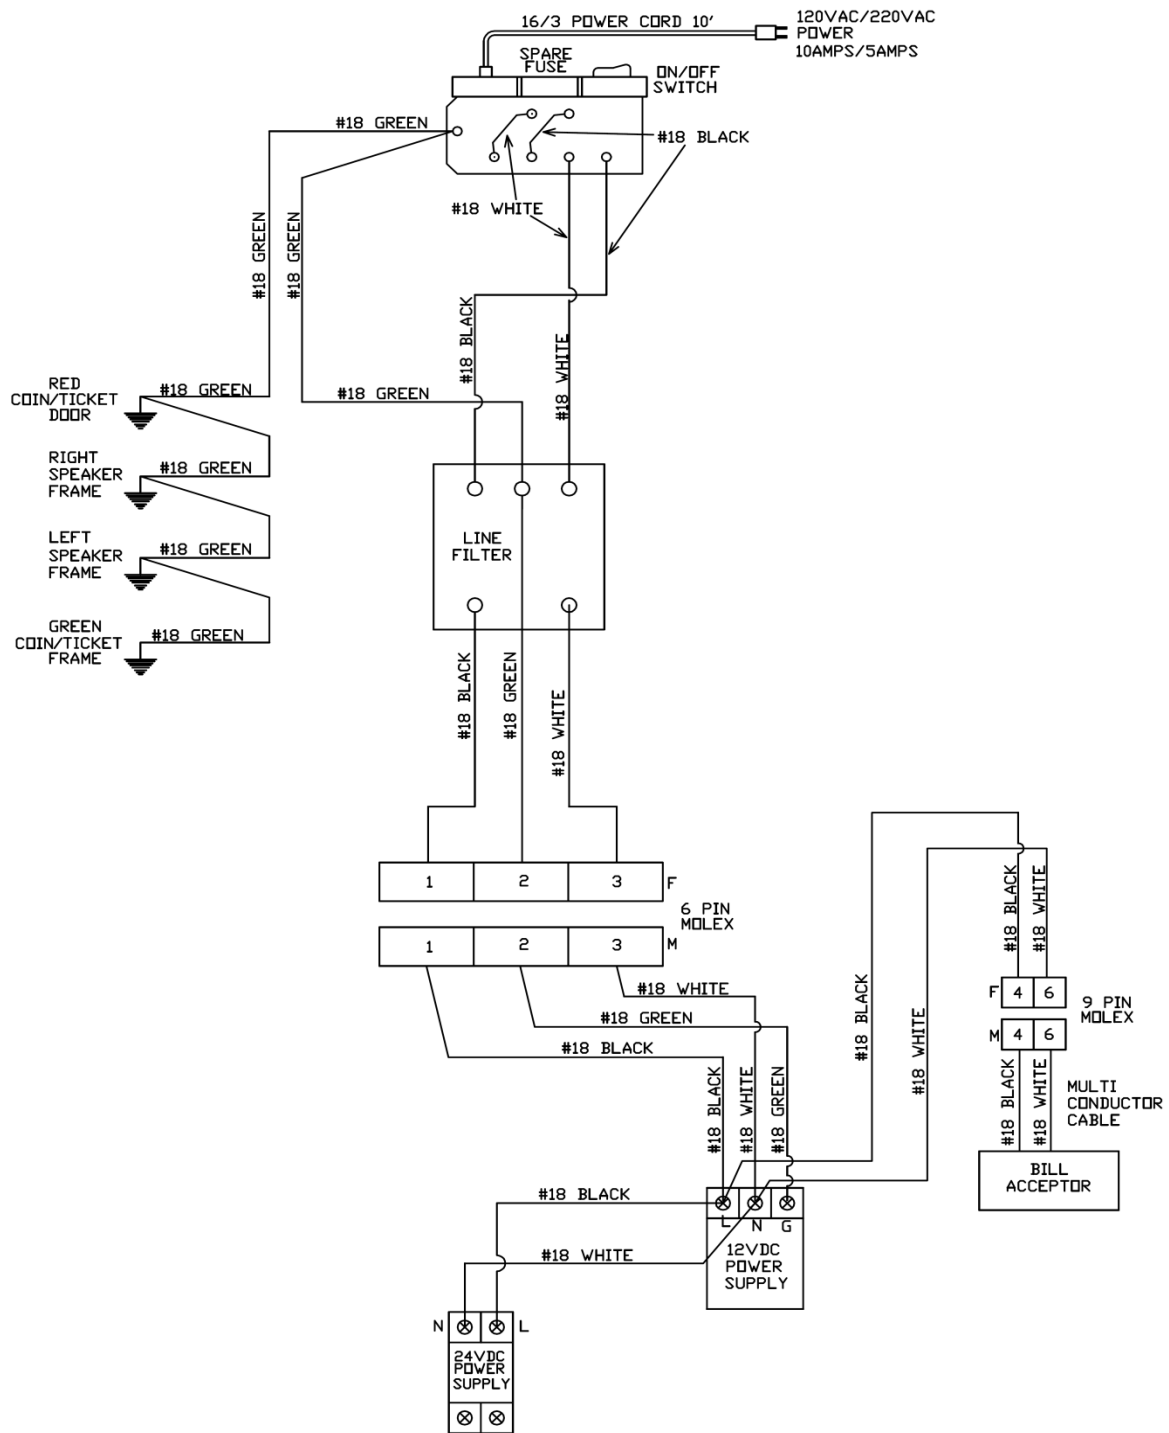 16/3 POWER CORD 10'
120VAC/220VAC
POWER
10AMPS/5AMPS
SPARE
FUSE
ON/OFF
SWITCH
#18 GREEN
#18 BLACK
#18 WHITE
#18 GREEN
#18 GREEN
#18 BLACK
#18 WHITE
RED
COIN/TICKET
DOOR
#18 GREEN
#18 GREEN
RIGHT
SPEAKER
FRAME
#18 GREEN
LEFT
SPEAKER
FRAME
#18 GREEN
GREEN
COIN/TICKET
FRAME
#18 GREEN
LINE
FILTER
#18 BLACK
#18 GREEN
#18 WHITE
1 2 3 F
6 PIN
MOLEX
1 2 3 M
#18 WHITE
#18 GREEN
#18 BLACK
#18 BLACK
#18 WHITE
#18 GREEN
#18 BLACK
#18 WHITE
#18 BLACK
#18 WHITE
F 4 6
9 PIN
MOLEX
M 4 6
#18 BLACK
#18 WHITE
MULTI
CONDUCTOR
CABLE
BILL
ACCEPTOR
#18 BLACK
#18 WHITE
L N G
12VDC
POWER
SUPPLY
N L
24VDC
POWER
SUPPLY